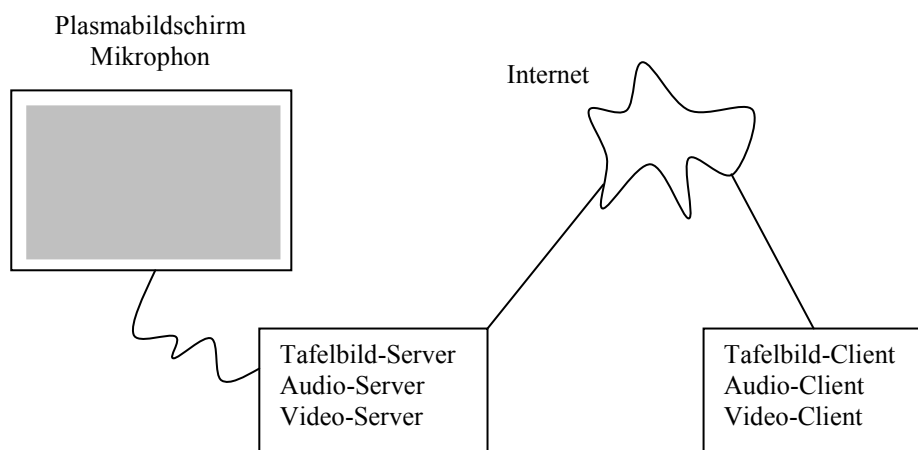 Plasmabildschirm
Mikrophon
Internet
Tafelbild-Server
Audio-Server
Video-Server
Tafelbild-Client
Audio-Client
Video-Client